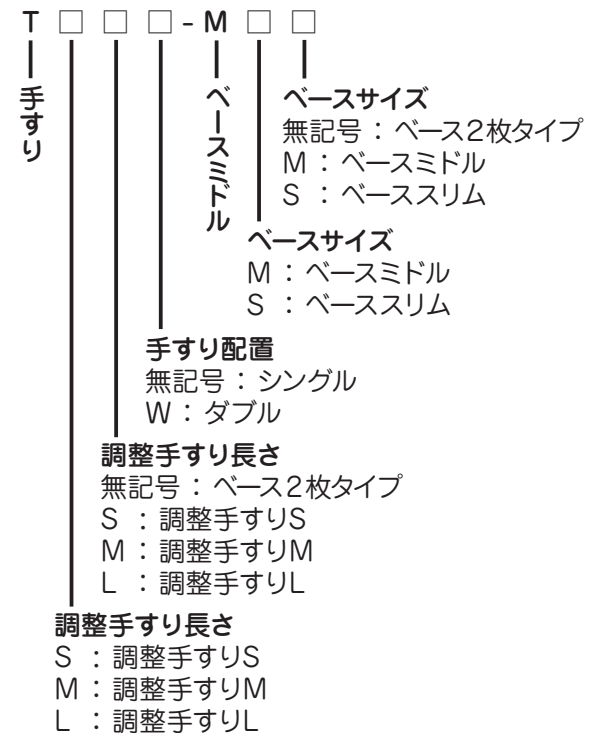 T □ □ □ - M □ □
手すり
ベースミドル
ベースサイズ
無記号：ベース2枚タイプ
M：ベースミドル
S：ベーススリム
ベースサイズ
M：ベースミドル
S：ベーススリム
手すり配置
無記号：シングル
W：ダブル
調整手すり長さ
無記号：ベース2枚タイプ
S：調整手すりS
M：調整手すりM
L：調整手すりL
調整手すり長さ
S：調整手すりS
M：調整手すりM
L：調整手すりL